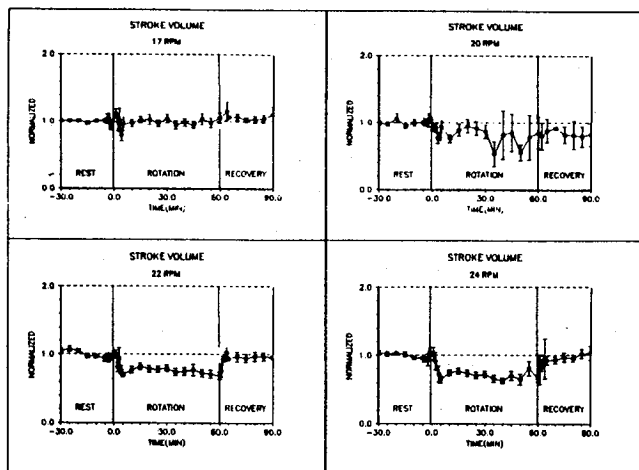 STROKE VOLUME
17 RPM
2.0
1.0
0.0
NORMALIZED
REST
ROTATION
RECOVERY
-30.0 0.0 30.0 60.0 90.0
TIME(MIN)
STROKE VOLUME
20 RPM
2.0
1.0
0.0
NORMALIZED
REST
ROTATION
RECOVERY
-30.0 0.0 30.0 60.0 90.0
TIME(MIN)
STROKE VOLUME
22 RPM
2.0
1.0
0.0
NORMALIZED
REST
ROTATION
RECOVERY
-30.0 0.0 30.0 60.0 90.0
TIME(MIN)
STROKE VOLUME
24 RPM
2.0
1.0
0.0
NORMALIZED
REST
ROTATION
RECOVERY
-30.0 0.0 30.0 60.0 90.0
TIME(MIN)